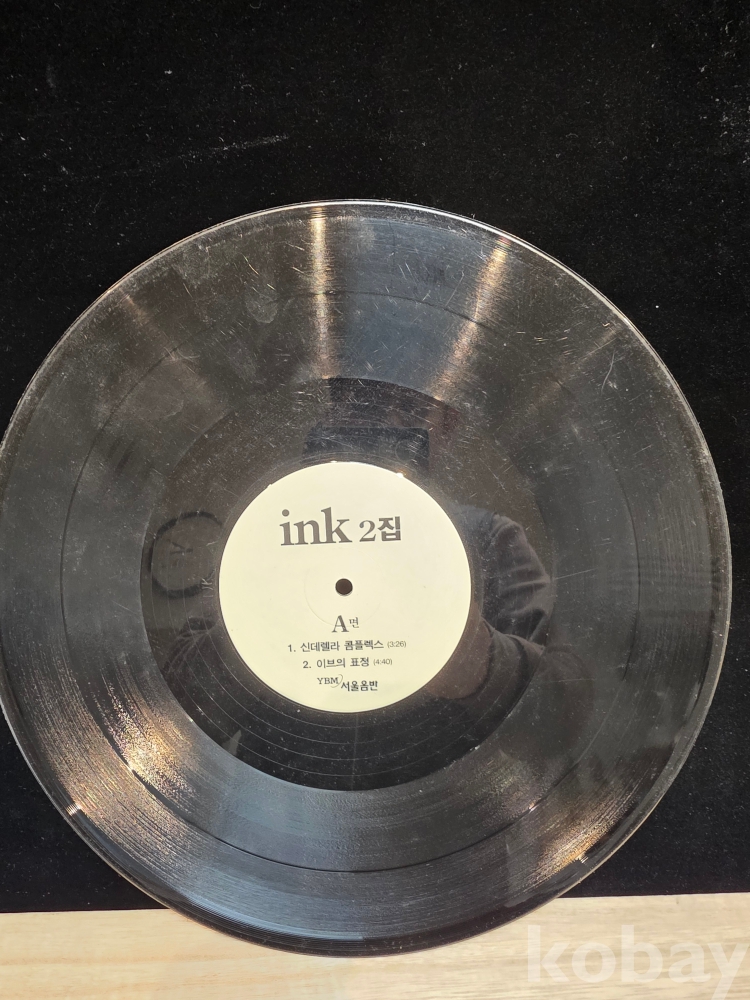 ink 2집
A면
1. 신데렐라 콤플렉스 (3:26)
2. 이브의 표정 (4:40)
YBM 서울음반
kobay